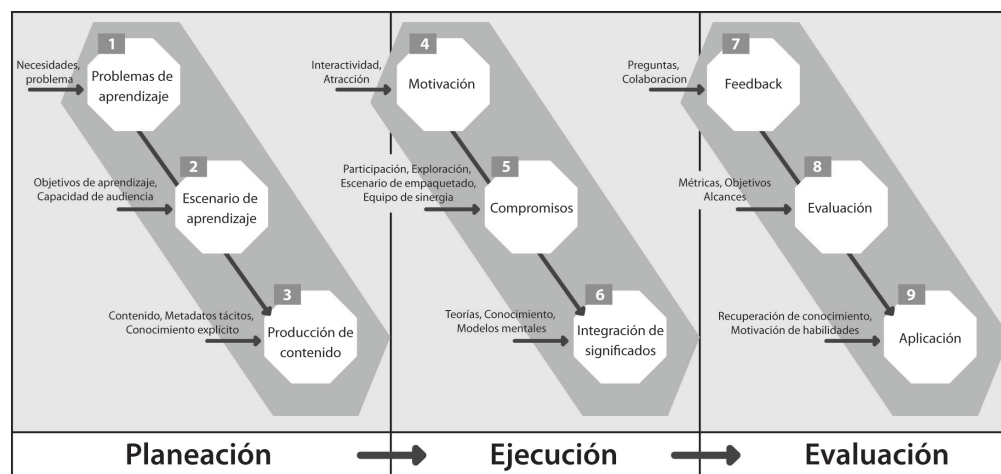 1
Necesidades,
problema
Problemas de
aprendizaje
2
Objetivos de aprendizaje,
Capacidad de audiencia
Escenario de
aprendizaje
3
Contenido, Metadatos tácitos,
Conocimiento explícito
Producción de
contenido
4
Interactividad,
Atracción
Motivación
5
Participación, Exploración,
Escenario de empaquetado,
Equipo de sinergia
Compromisos
6
Teorías, Conocimiento,
Modelos mentales
Integración de
significados
7
Preguntas,
Colaboracion
Feedback
8
Métricas, Objetivos
Alcances
Evaluación
9
Recuperación de conocimiento,
Motivación de habilidades
Aplicación
Planeación
Ejecución
Evaluación